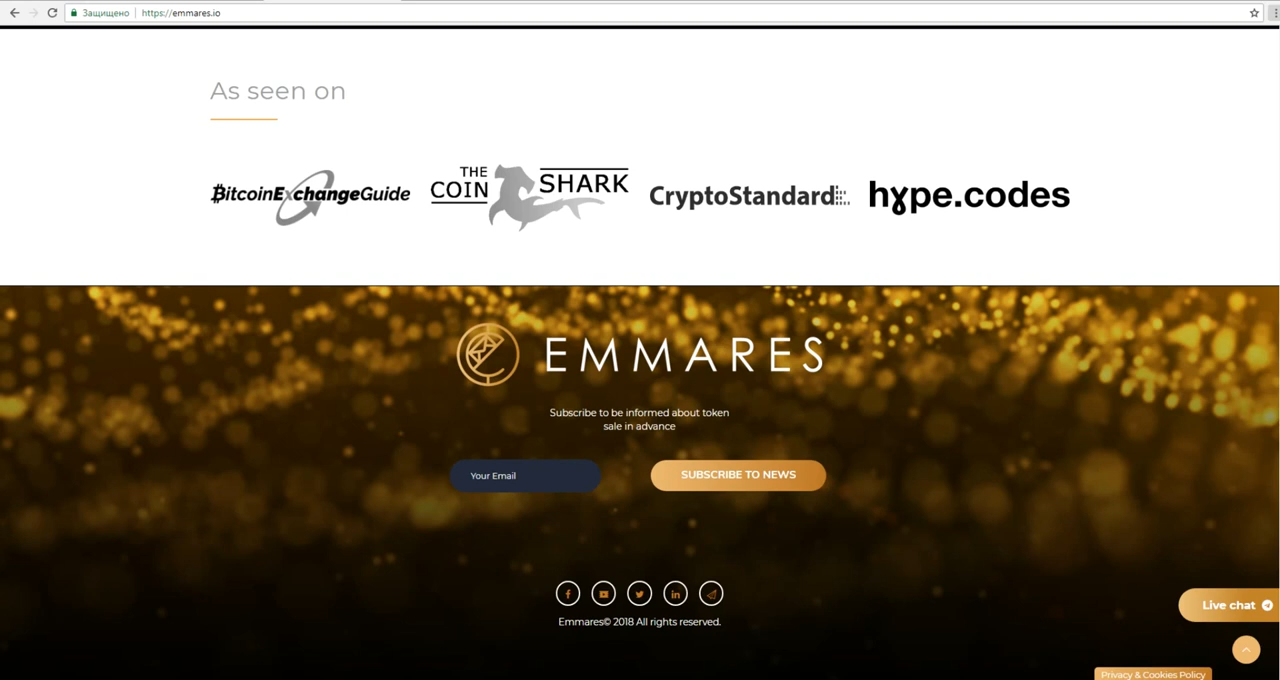 Защищено
https://emmares.io
As seen on
BitcoinExchangeGuide
THE
COIN SHARK
CryptoStandard
hype.codes
EMMARES
Subscribe to be informed about token
sale in advance
Your Email
SUBSCRIBE TO NEWS
Live chat
Emmares© 2018 All rights reserved.
Privacy & Cookies Policy